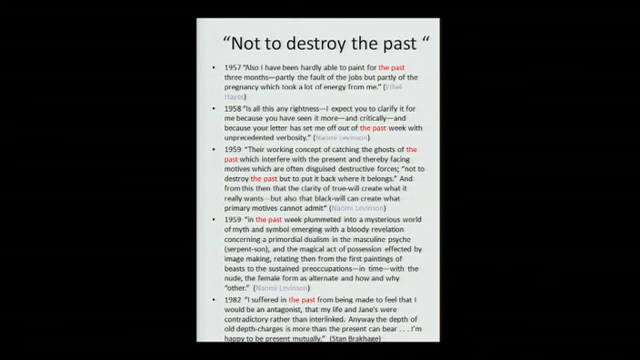 “Not to destroy the past “
• 1957 “Also I have been hardly able to paint for the past
three months—partly the fault of the jobs but partly of the
pregnancy which took a lot of energy from me.” (Ethel
Hayes)
• 1958 “Is all this any rightness—I expect you to clarify it for
me because you have seen it more—and critically—and
because your letter has set me off out of the past week with
unprecedented verbosity.” (Naomi Levinson)
• 1959 “Their working concept of catching the ghosts of the
past which interfere with the present and thereby facing
motives which are often disguised destructive forces; “not to
destroy the past but to put it back where it belongs.” And
from this then that the clarity of true-will create what it
really wants—but also that black-will can create what
primary motives cannot admit” (Naomi Levinson)
• 1959 “in the past week plummeted into a mysterious world
of myth and symbol emerging with a bloody revelation
concerning a primordial dualism in the masculine psyche
(serpent-son), and the magical act of possession effected by
image making, relating then from the first paintings of
beasts to the sustained preoccupations—in time—with the
nude, the female form as alternate and how and why
“other.” (Naomi Levinson)
• 1982 “I suffered in the past from being made to feel that I
would be an antagonist, that my life and Jane's were
contradictory rather than interlinked. Anyway the depth of
old depth-charges is more than the present can bear . . . I'm
happy to be present mutually.” (Stan Brakhage)